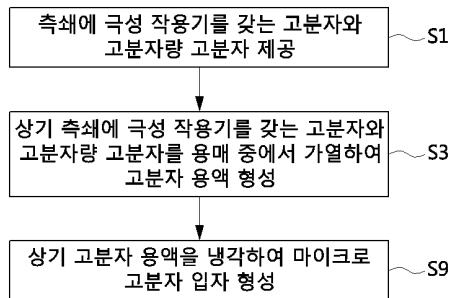 측쇄에 극성 작용기를 갖는 고분자와
고분자량 고분자 제공
S1
상기 측쇄에 극성 작용기를 갖는 고분자와
고분자량 고분자를 용매 중에서 가열하여
고분자 용액 형성
S3
상기 고분자 용액을 냉각하여 마이크로
고분자 입자 형성
S9